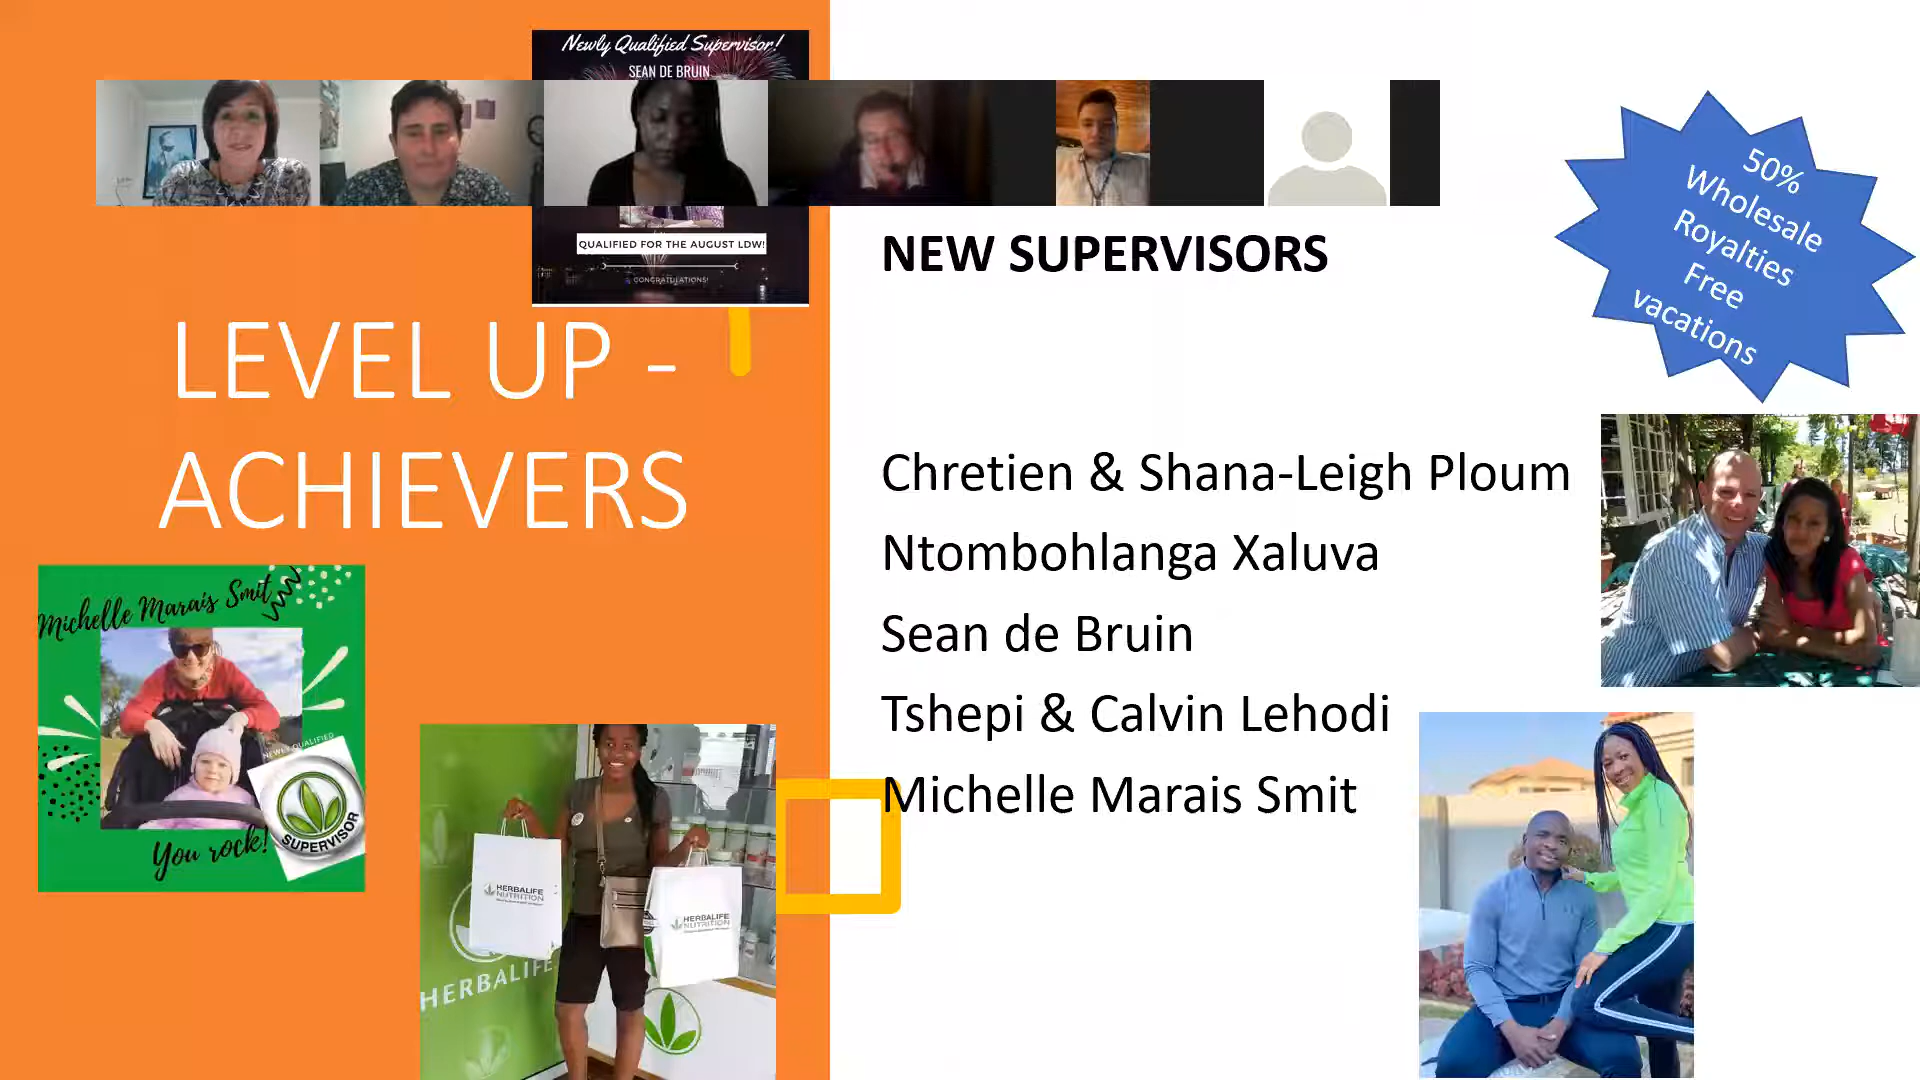 Newly Qualified Supervisor!
SEAN DE BRUIN
QUALIFIED FOR THE AUGUST LDW!
CONGRATULATIONS!
LEVEL UP -
ACHIEVERS
NEW SUPERVISORS
50%
Wholesale
Royalties
Free
vacations
Chretien & Shana-Leigh Ploum
Ntombohlanga Xaluva
Sean de Bruin
Tshepi & Calvin Lehodi
Michelle Marais Smit
Michelle Marais Smit
NEWLY QUALIFIED
SUPERVISOR
You rock!
HERBALIFE
NUTRITION
HERBALIFE
NUTRITION
HERBALIFE